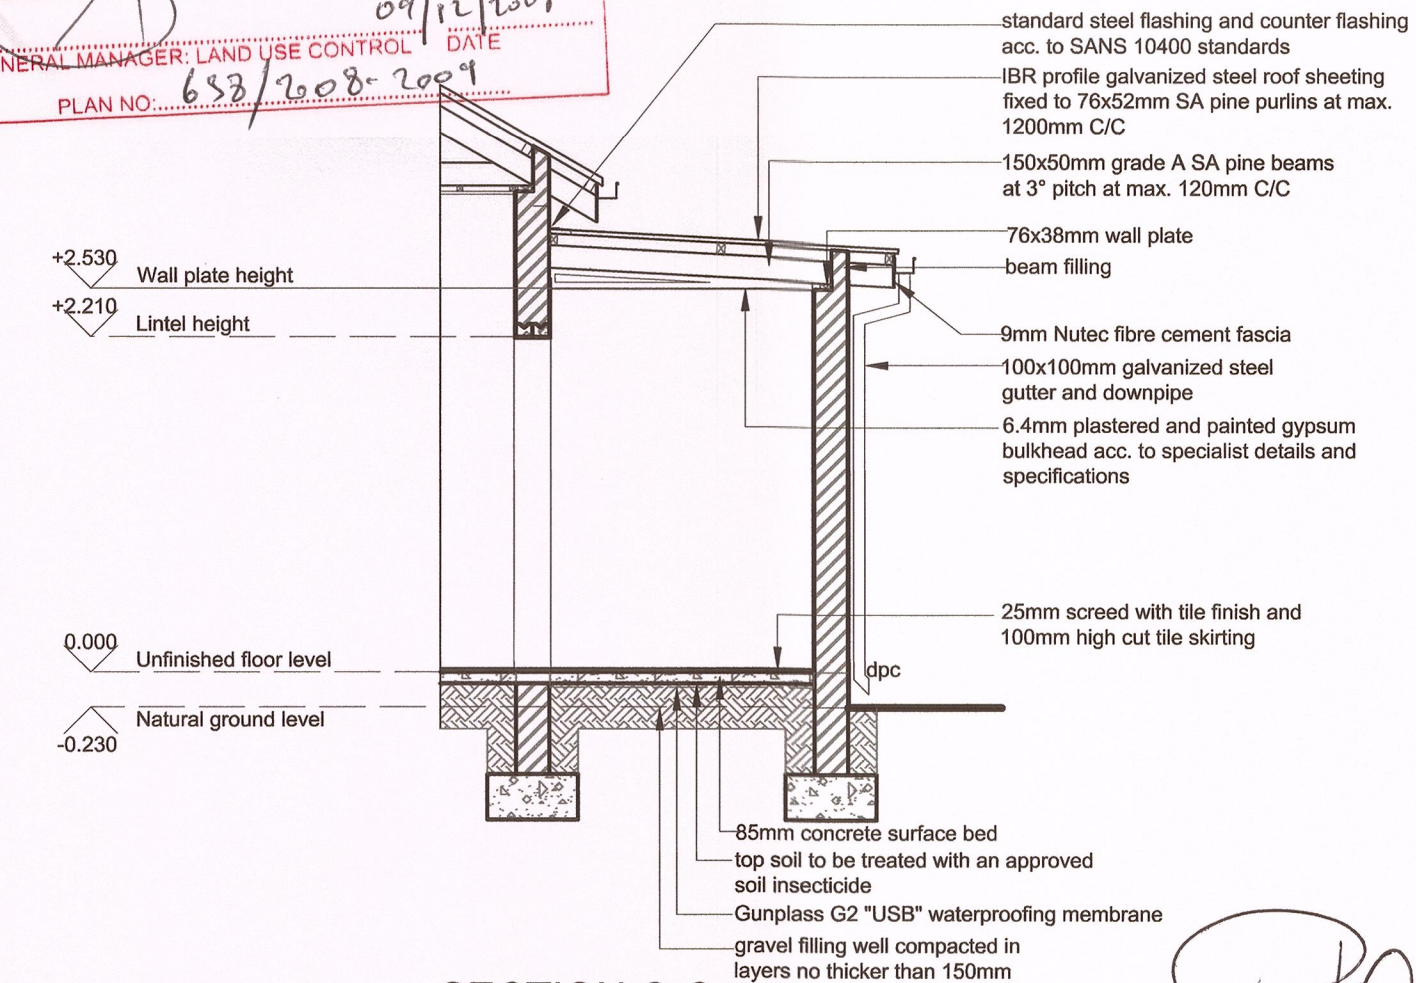 09/12/200
NERAL MANAGER: LAND USE CONTROL DATE
PLAN NO: 658/2008-2009
standard steel flashing and counter flashing
acc. to SANS 10400 standards
IBR profile galvanized steel roof sheeting
fixed to 76x52mm SA pine purlins at max.
1200mm C/C
150x50mm grade A SA pine beams
at 3° pitch at max. 120mm C/C
76x38mm wall plate
beam filling
+2.530
Wall plate height
+2.210
Lintel height
9mm Nutec fibre cement fascia
100x100mm galvanized steel
gutter and downpipe
6.4mm plastered and painted gypsum
bulkhead acc. to specialist details and
specifications
25mm screed with tile finish and
100mm high cut tile skirting
0.000
Unfinished floor level
dpc
Natural ground level
-0.230
85mm concrete surface bed
top soil to be treated with an approved
soil insecticide
Gunplass G2 "USB" waterproofing membrane
gravel filling well compacted in
layers no thicker than 150mm